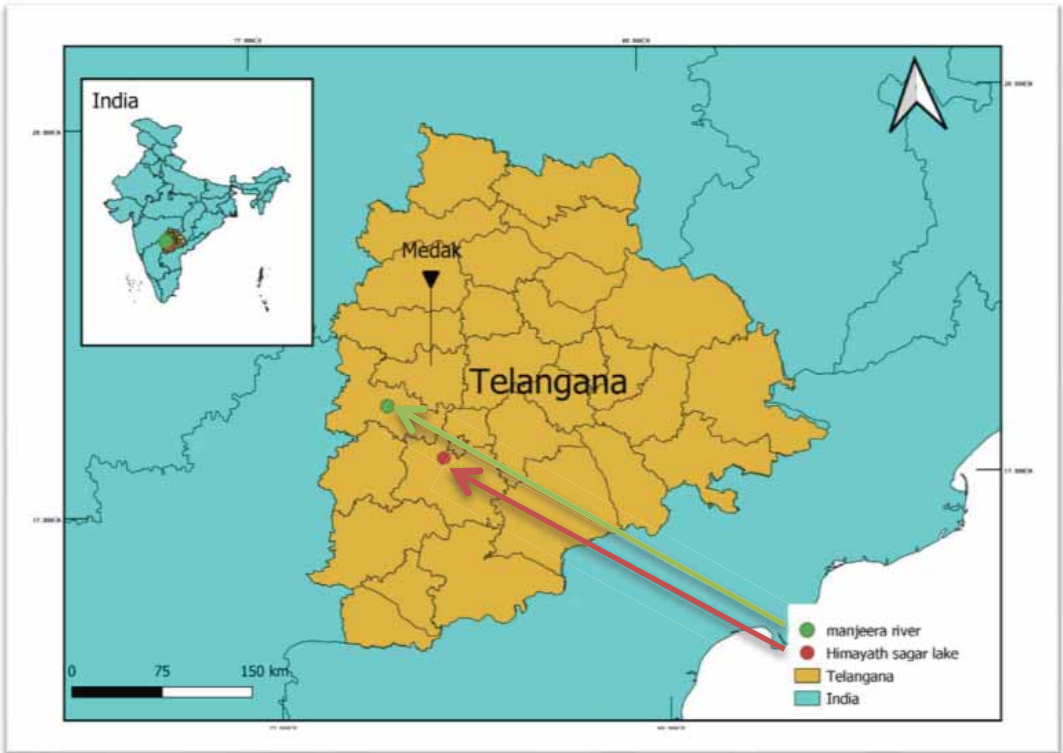 India
Medak
Telangana
0 75 150 km
manjeera river
Himayath sagar lake
Telangana
India